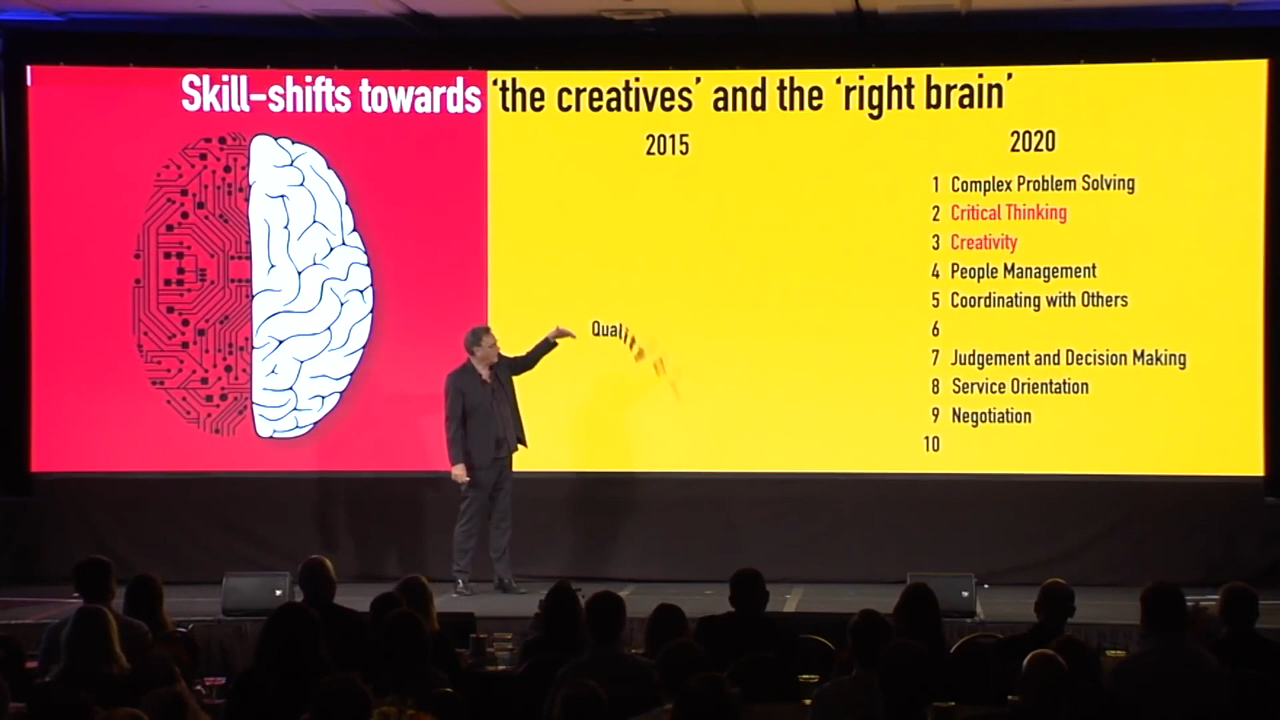 Skill-shifts towards 'the creatives' and the 'right brain'
2015
2020
1 Complex Problem Solving
2 Critical Thinking
3 Creativity
4 People Management
5 Coordinating with Others
6
7 Judgement and Decision Making
8 Service Orientation
9 Negotiation
10